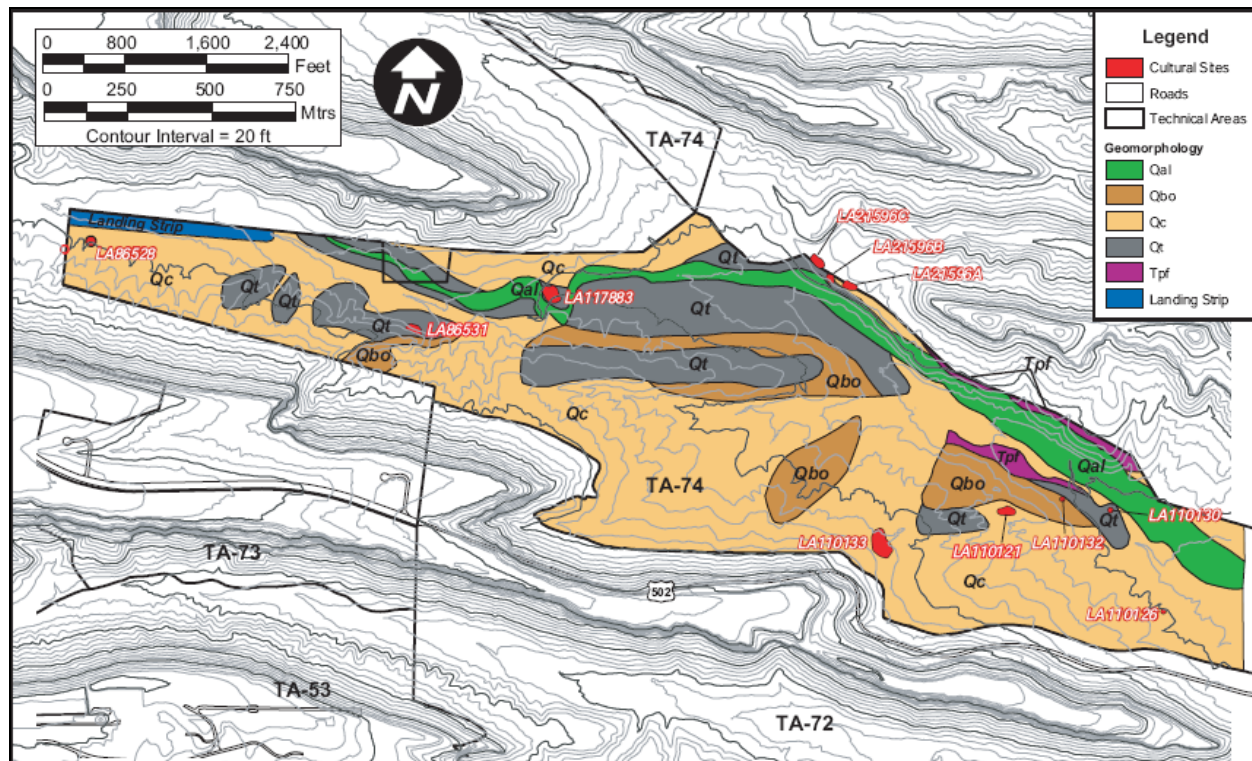 0 800 1,600 2,400
Feet
0 250 500 750
Mtrs
Contour Interval = 20 ft
N
Legend
Cultural Sites
Roads
Technical Areas
Geomorphology
Qal
Qbo
Qc
Qt
Tpf
Landing Strip
TA-74
LA21596C
LA21596B
LA21596A
Landing Strip
LA86528
Qc
Qc
Qt
Qt
Qt
Qal
LA117883
Qt
Qt
LA86531
Qbo
Qt
Qbo
Tpf
Qc
TA-74
Qbo
Tpf
Qal
Qbo
Qt
Qt
LA110130
LA110133
LA110121
LA110132
Qc
LA110126
TA-73
502
TA-53
TA-72